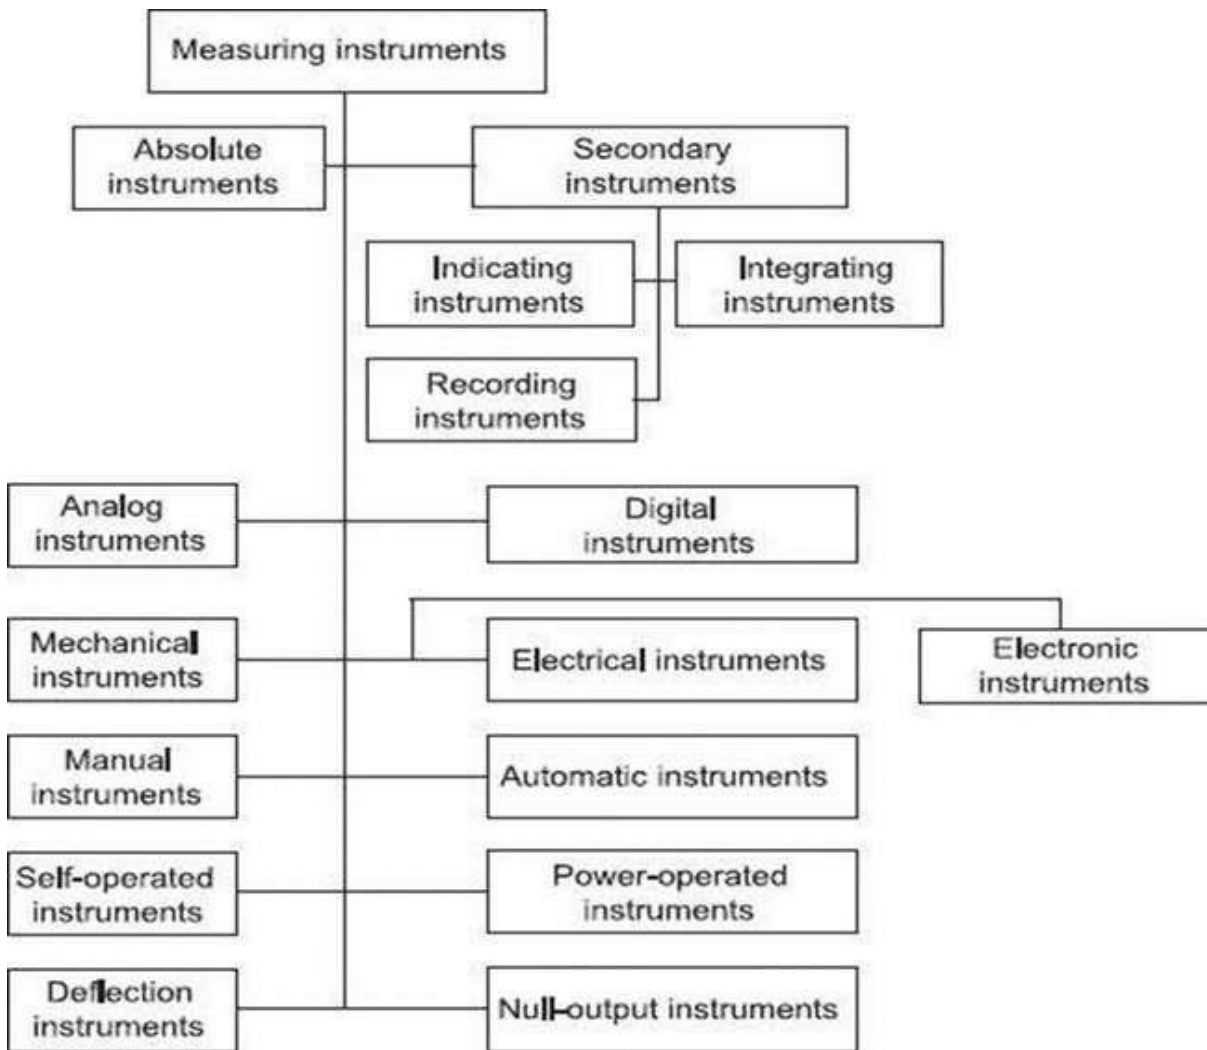 Measuring instruments
Absolute
instruments
Secondary
instruments
Indicating
instruments
Integrating
instruments
Recording
instruments
Analog
instruments
Digital
instruments
Mechanical
instruments
Electrical instruments
Electronic
instruments
Manual
instruments
Automatic instruments
Self-operated
instruments
Power-operated
instruments
Deflection
instruments
Null-output instruments